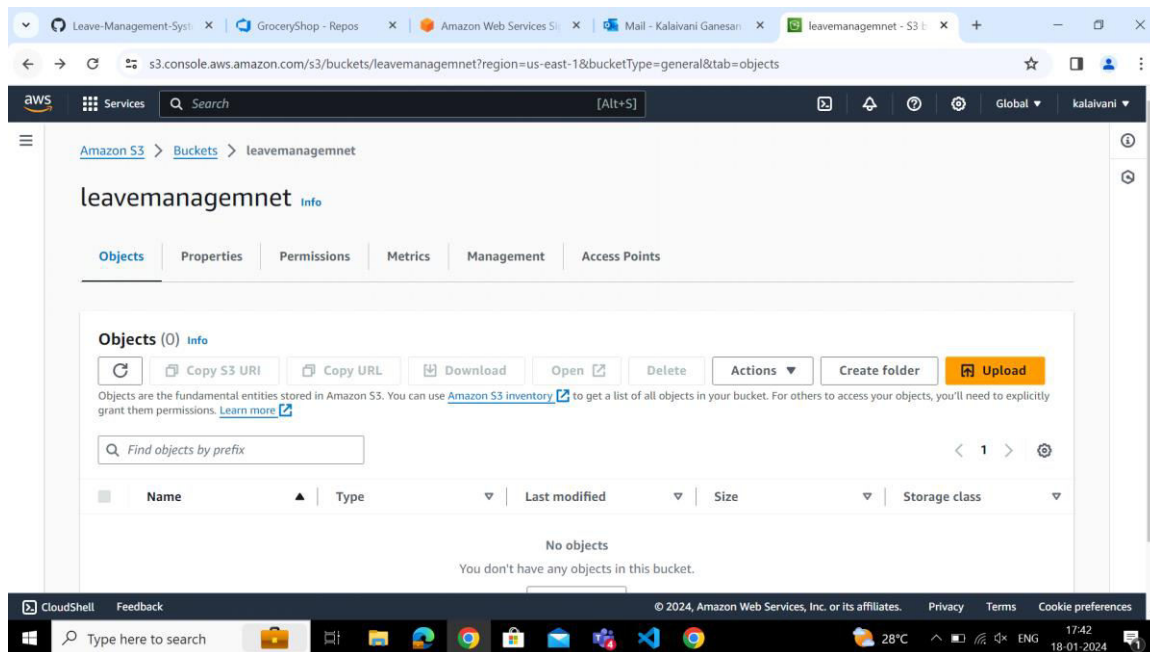 Leave-Management-Syst GroceryShop - Repos Amazon Web Services Si Mail - Kalaivani Ganesan leavemanagemnet - S3 b
s3.console.aws.amazon.com/s3/buckets/leavemanagemnet?region=us-east-1&bucketType=general&tab=objects
aws Services Search [Alt+S] Global kalaivani
Amazon S3 > Buckets > leavemanagemnet
leavemanagemnet Info
Objects Properties Permissions Metrics Management Access Points
Objects (0) Info
Copy S3 URI Copy URL Download Open Delete Actions Create folder Upload
Objects are the fundamental entities stored in Amazon S3. You can use Amazon S3 inventory to get a list of all objects in your bucket. For others to access your objects, you'll need to explicitly
grant them permissions. Learn more
Find objects by prefix < 1 >
Name Type Last modified Size Storage class
No objects
You don't have any objects in this bucket.
CloudShell Feedback © 2024, Amazon Web Services, Inc. or its affiliates. Privacy Terms Cookie preferences
Type here to search 28°C ENG 17:42
18-01-2024 1